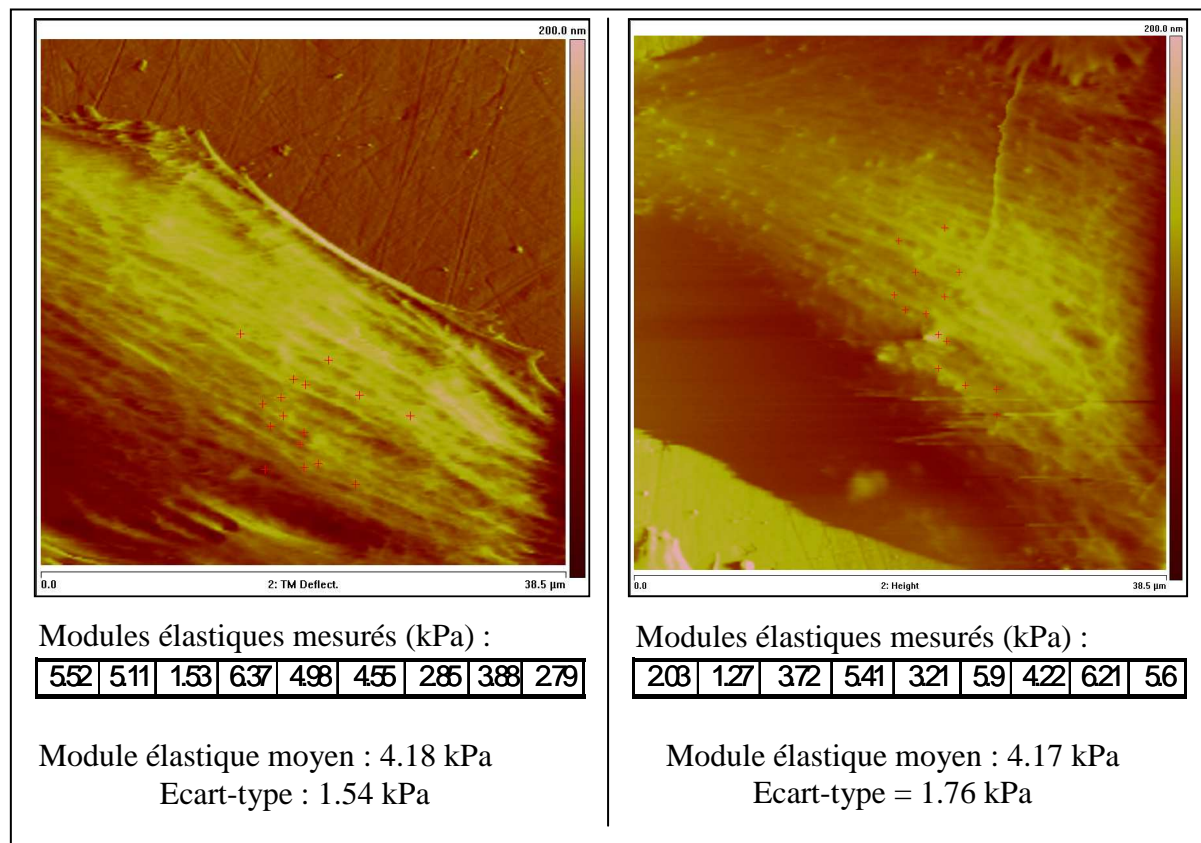 200.0 nm
0.0
2: TM Deflect.
38.5 µm
Modules élastiques mesurés (kPa) :
5.52 5.11 1.53 6.37 4.98 4.55 2.85 3.88 2.79
Module élastique moyen : 4.18 kPa
Ecart-type : 1.54 kPa
200.0 nm
0.0
2: Height
38.5 µm
Modules élastiques mesurés (kPa) :
2.03 1.27 3.72 5.41 3.21 5.9 4.22 6.21 5.6
Module élastique moyen : 4.17 kPa
Ecart-type = 1.76 kPa